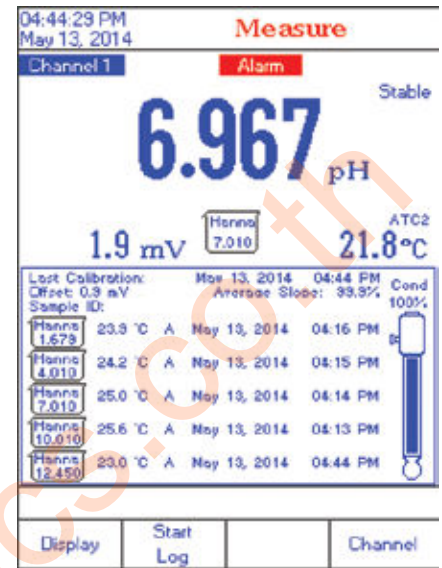 04:44:29 PM
May 13, 2014
Measure
Channel 1
Alarm
Stable
6.967 pH
Hanna
7.010
ATC2
1.9 mV
21.8°C
Last Calibration: May 13, 2014 04:44 PM
Offset: 0.9 mV Average Slope: 99.9%
Sample ID:
Cond
100%
Hanna
1.679
23.9 °C A May 13, 2014 04:16 PM
Hanna
4.010
24.2 °C A May 13, 2014 04:15 PM
Hanna
7.010
25.0 °C A May 13, 2014 04:14 PM
Hanna
10.010
25.6 °C A May 13, 2014 04:13 PM
Hanna
12.450
23.0 °C A May 13, 2014 04:44 PM
Display
Start
Log
Channel
cs.co.th